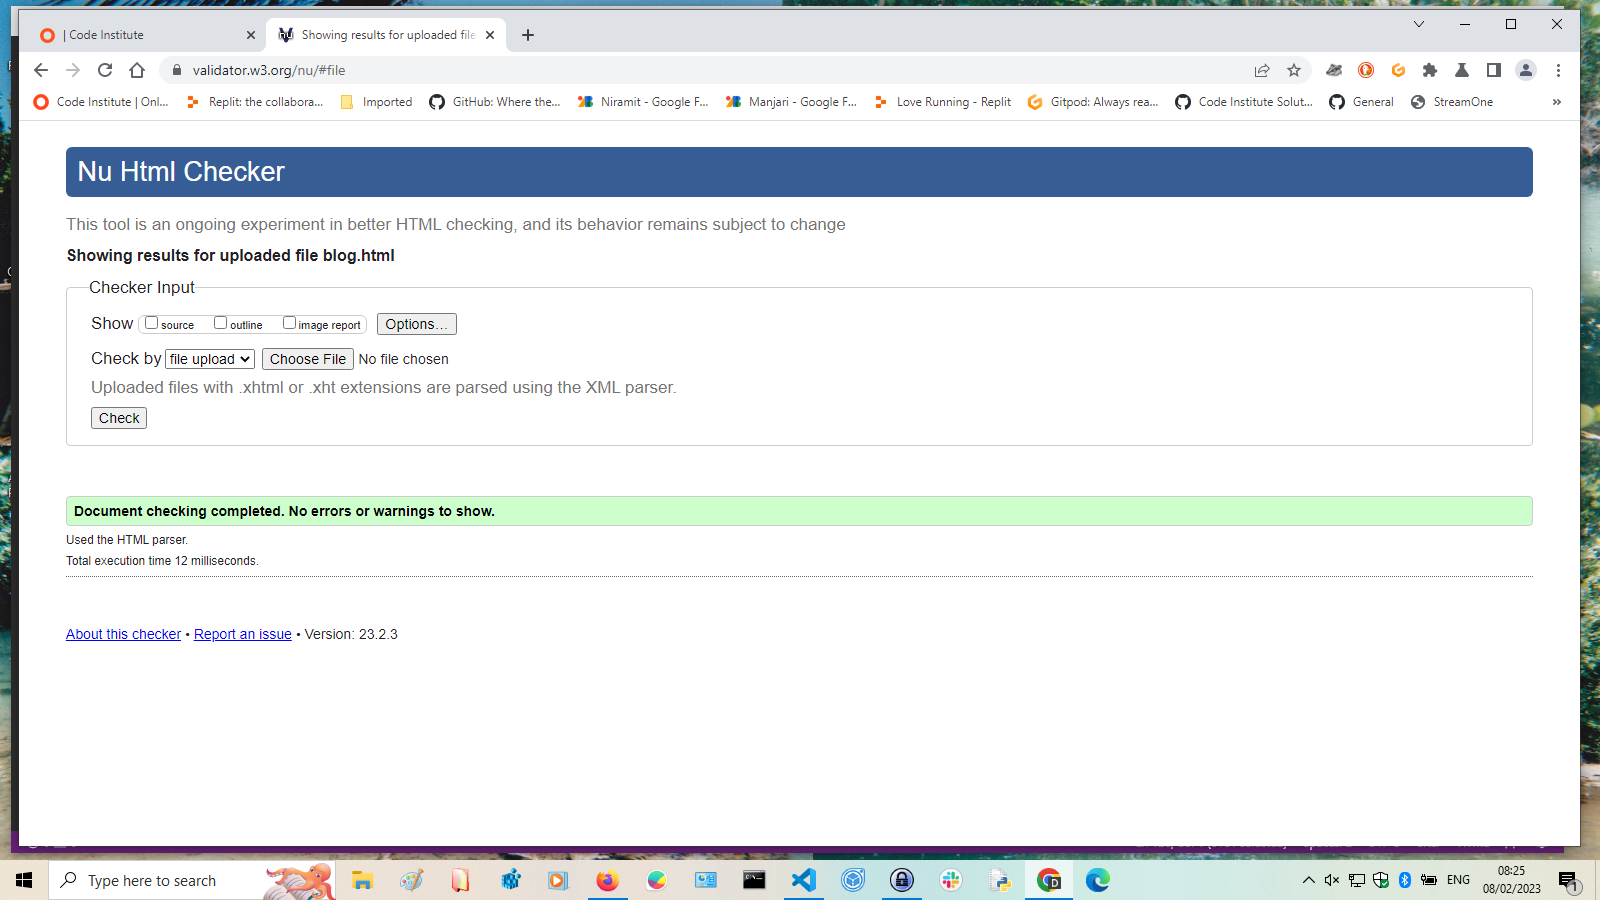 | Code Institute
Showing results for uploaded file
validator.w3.org/nu/#file
Code Institute | Onl...
Replit: the collabora...
Imported
GitHub: Where the...
Niramit - Google F...
Manjari - Google F...
Love Running - Replit
Gitpod: Always rea...
Code Institute Solut...
General
StreamOne
»
Nu Html Checker
This tool is an ongoing experiment in better HTML checking, and its behavior remains subject to change
Showing results for uploaded file blog.html
Checker Input
Show source outline image report Options...
Check by file upload Choose File No file chosen
Uploaded files with .xhtml or .xht extensions are parsed using the XML parser.
Check
Document checking completed. No errors or warnings to show.
Used the HTML parser.
Total execution time 12 milliseconds.
About this checker • Report an issue • Version: 23.2.3
Type here to search
ENG
08:25
08/02/2023
1